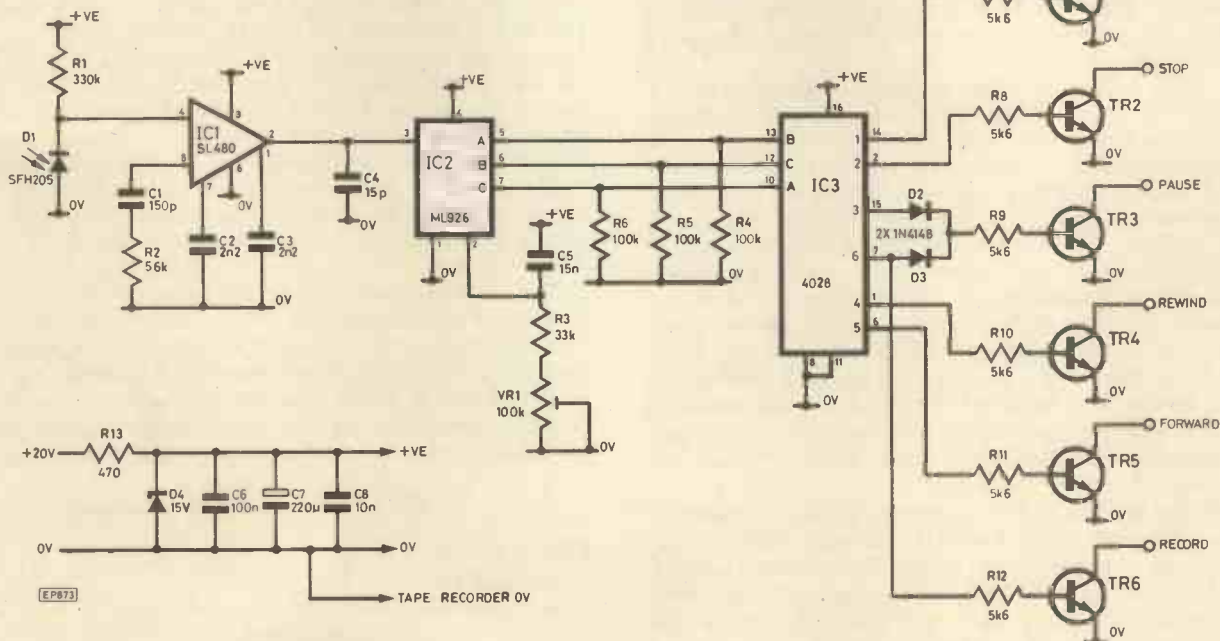 +VE
R1
330k
D1
SFH205
0V
C1
150p
R2
56k
4
8
IC1
SL480
+VE
3
2
1
6
0V
7
C2
2n2
C3
2n2
0V
C4
15p
0V
3
+VE
4
IC2
ML926
A
B
C
5
6
7
1
2
0V
+VE
C5
15n
R3
33k
VR1
100k
0V
R6
100k
R5
100k
R4
100k
0V
+VE
16
13
B
12
C
10
A
IC3
4028
1
2
3
6
4
5
14
2
15
7
1
6
8
11
0V
D2
2X 1N4148
D3
5k6
0V
R8
5k6
TR2
STOP
0V
R9
5k6
TR3
PAUSE
0V
R10
5k6
TR4
REWIND
0V
R11
5k6
TR5
FORWARD
0V
R12
5k6
TR6
RECORD
0V
+20V
R13
470
+VE
D4
15V
C6
100n
C7
220µ
C8
10n
0V
0V
TAPE RECORDER 0V
EP873